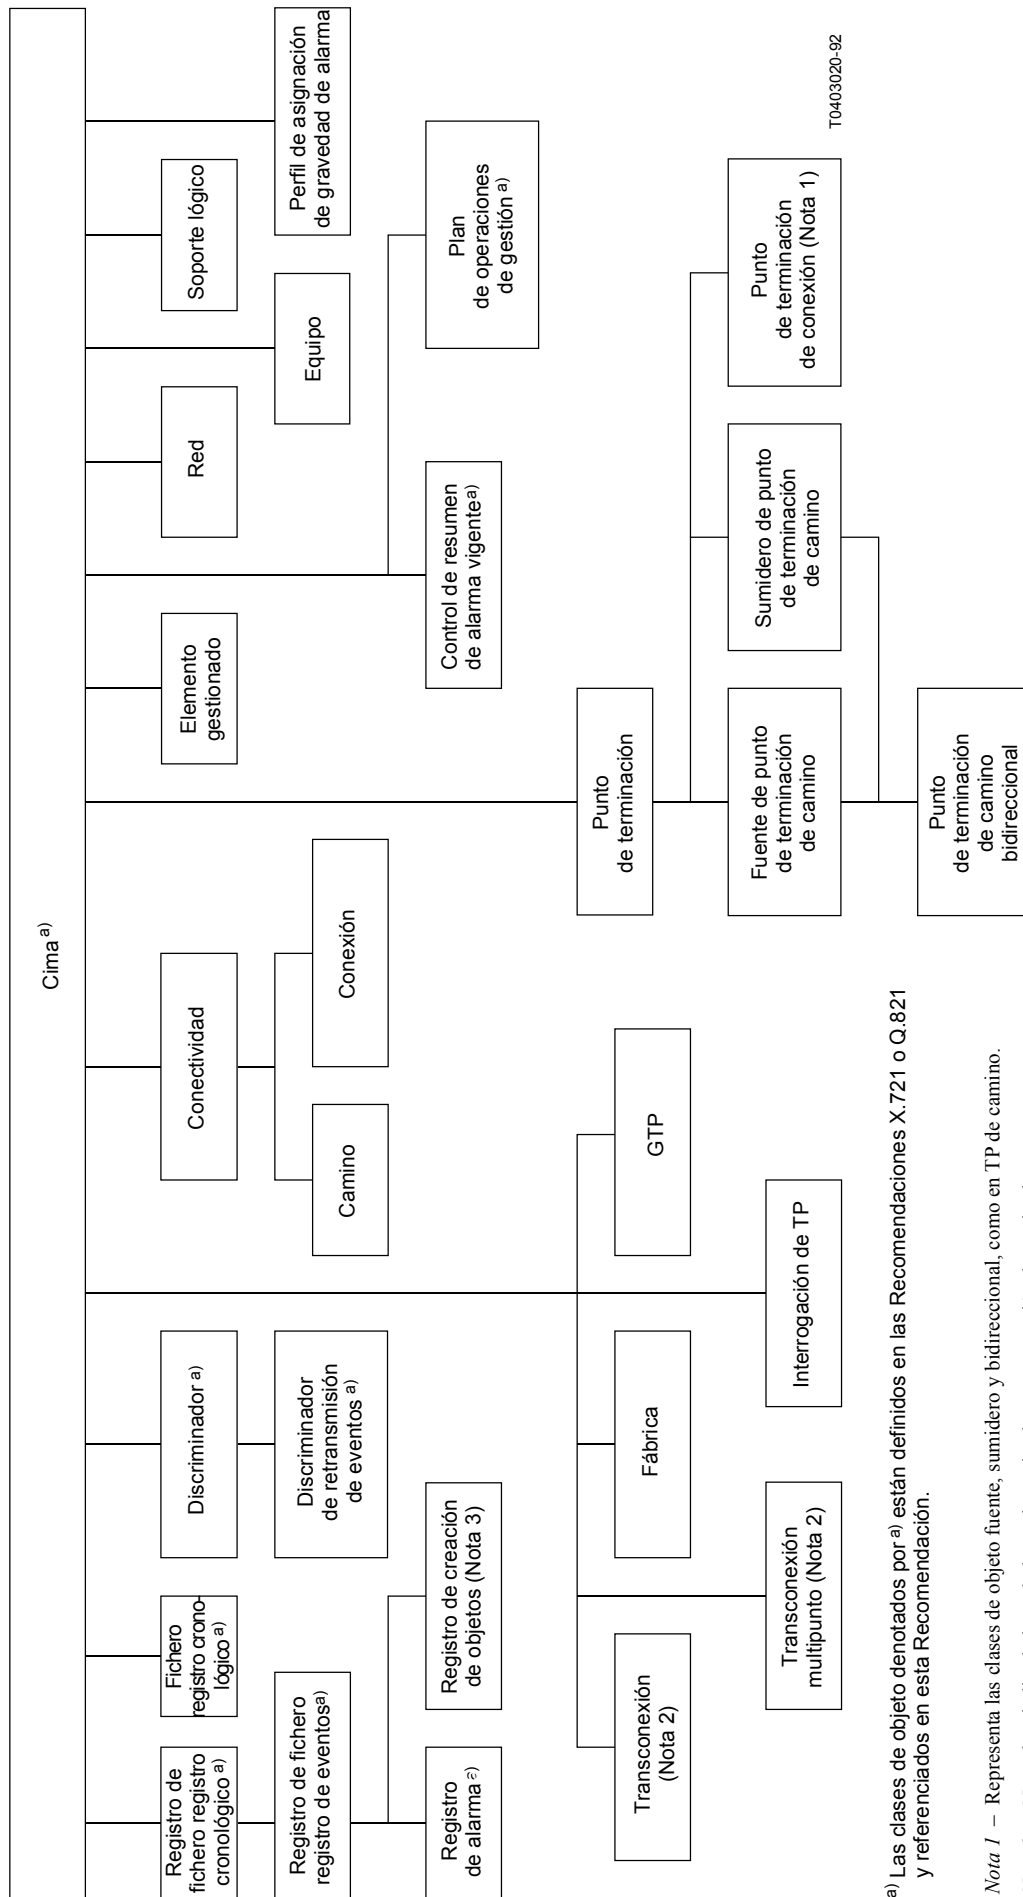 Cima a)
Registro de
fichero registro
cronológico a)
Fichero
registro crono-
lógico a)
Discriminador a)
Conectividad
Elemento
gestionado
Red
Soporte lógico
Registro de fichero
registro de eventos a)
Discriminador
de retransmisión
de eventos a)
Camino
Conexión
Equipo
Perfil de asignación
de gravedad de alarma
Registro
de alarma a)
Registro de creación
de objetos (Nota 3)
Control de resumen
de alarma vigente a)
Plan
de operaciones
de gestión a)
Transconexión
(Nota 2)
Fábrica
GTP
Punto
de terminación
Transconexión
multipunto (Nota 2)
Interrogación de TP
Fuente de punto
de terminación
de camino
Sumidero de punto
de terminación
de camino
Punto
de terminación
de conexión (Nota 1)
Punto
de terminación
de camino
bidireccional
T0403020-92
a) Las clases de objeto denotados por a) están definidos en las Recomendaciones X.721 o Q.821
y referenciados en esta Recomendación.
Nota 1 – Representa las clases de objeto fuente, sumidero y bidireccional, como en TP de camino.